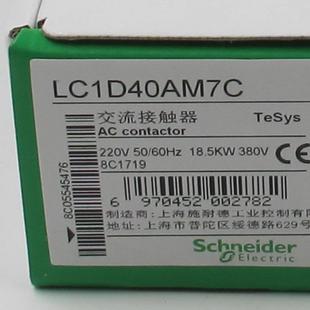 LC1D40AM7C
交流接触器 TeSys
AC contactor
220V 50/60Hz 18.5KW 380V CE
8C1719
8C05545476
6 970452 002782
制造商:上海施耐德工业控制有限
地址:上海市普陀区绥德路629号
Schneider
Electric